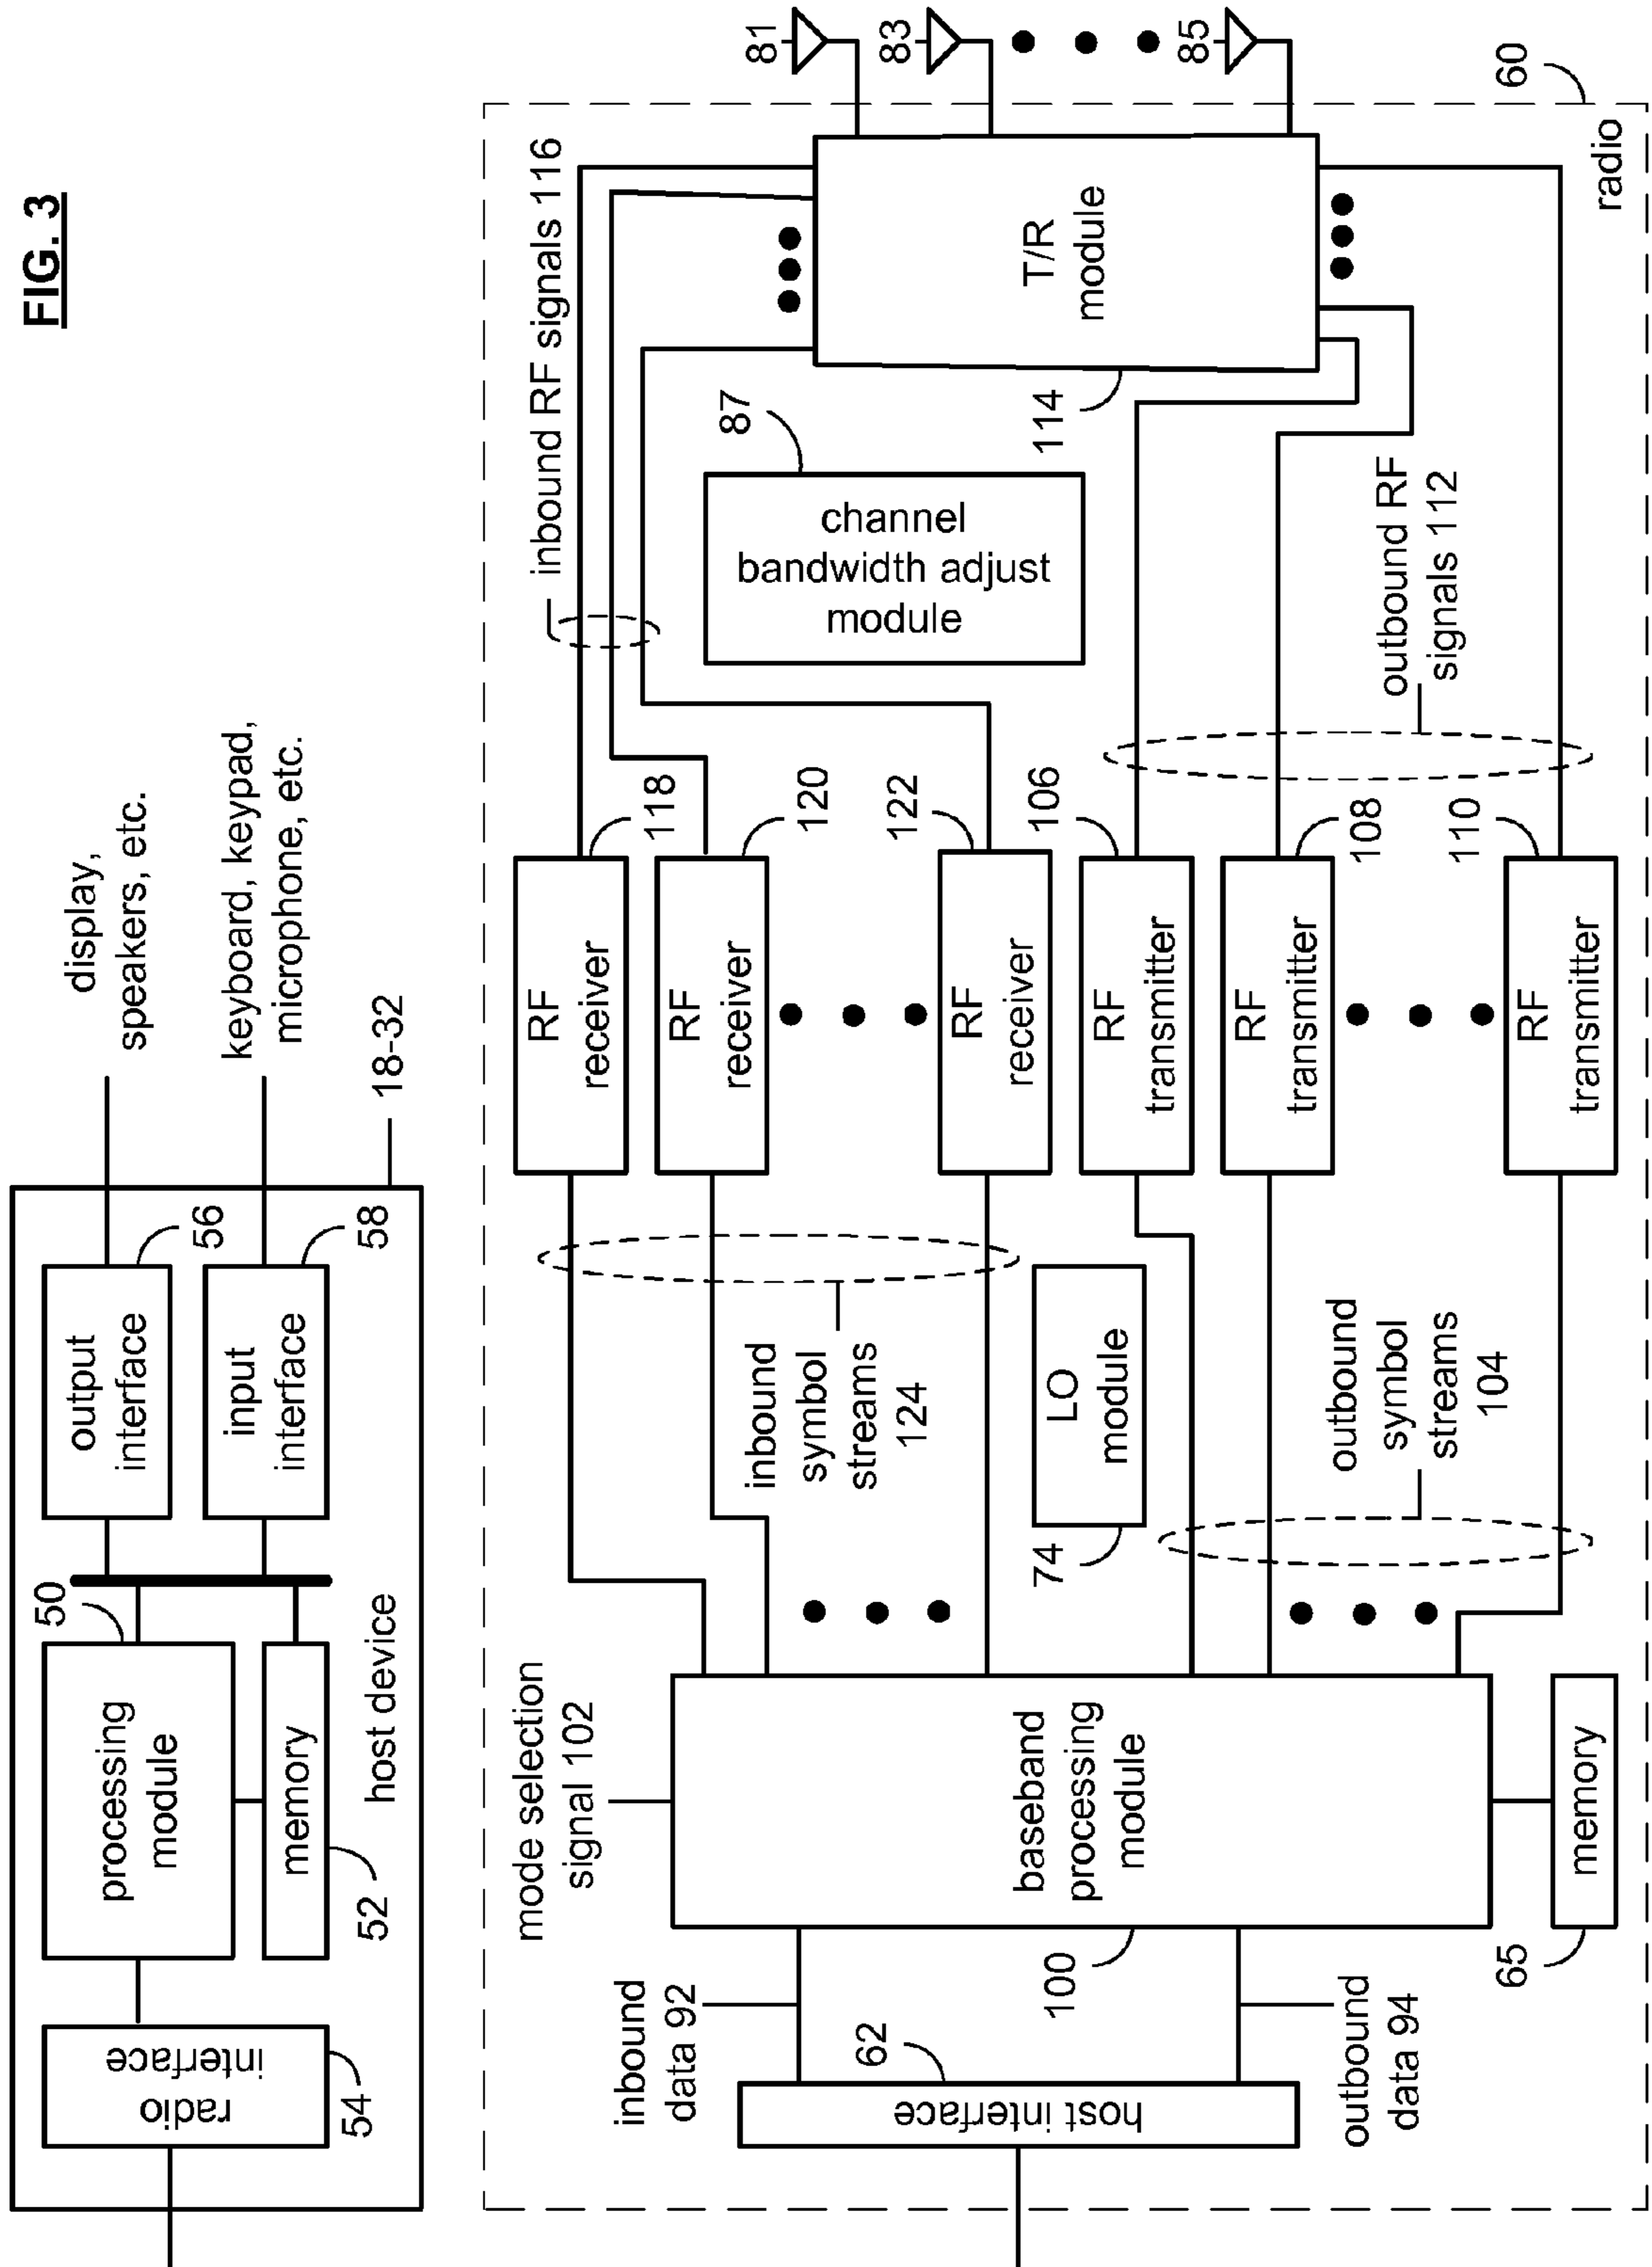 FIG. 3
display,
speakers, etc.
keyboard, keypad,
microphone, etc.
18-32
output
interface
56
input
interface
58
50
processing
module
memory
52
host device
radio
interface
54
mode selection
signal 102
inbound
data 92
62
host interface
outbound
data 94
100
baseband
processing
module
65
memory
inbound
symbol
streams
124
LO
module
74
outbound
symbol
streams
104
RF
receiver
118
RF
receiver
120
RF
receiver
122
RF
transmitter
106
RF
transmitter
108
RF
transmitter
110
inbound RF signals 116
channel
bandwidth adjust
module
87
outbound RF
signals 112
T/R
module
114
81
83
85
60
radio